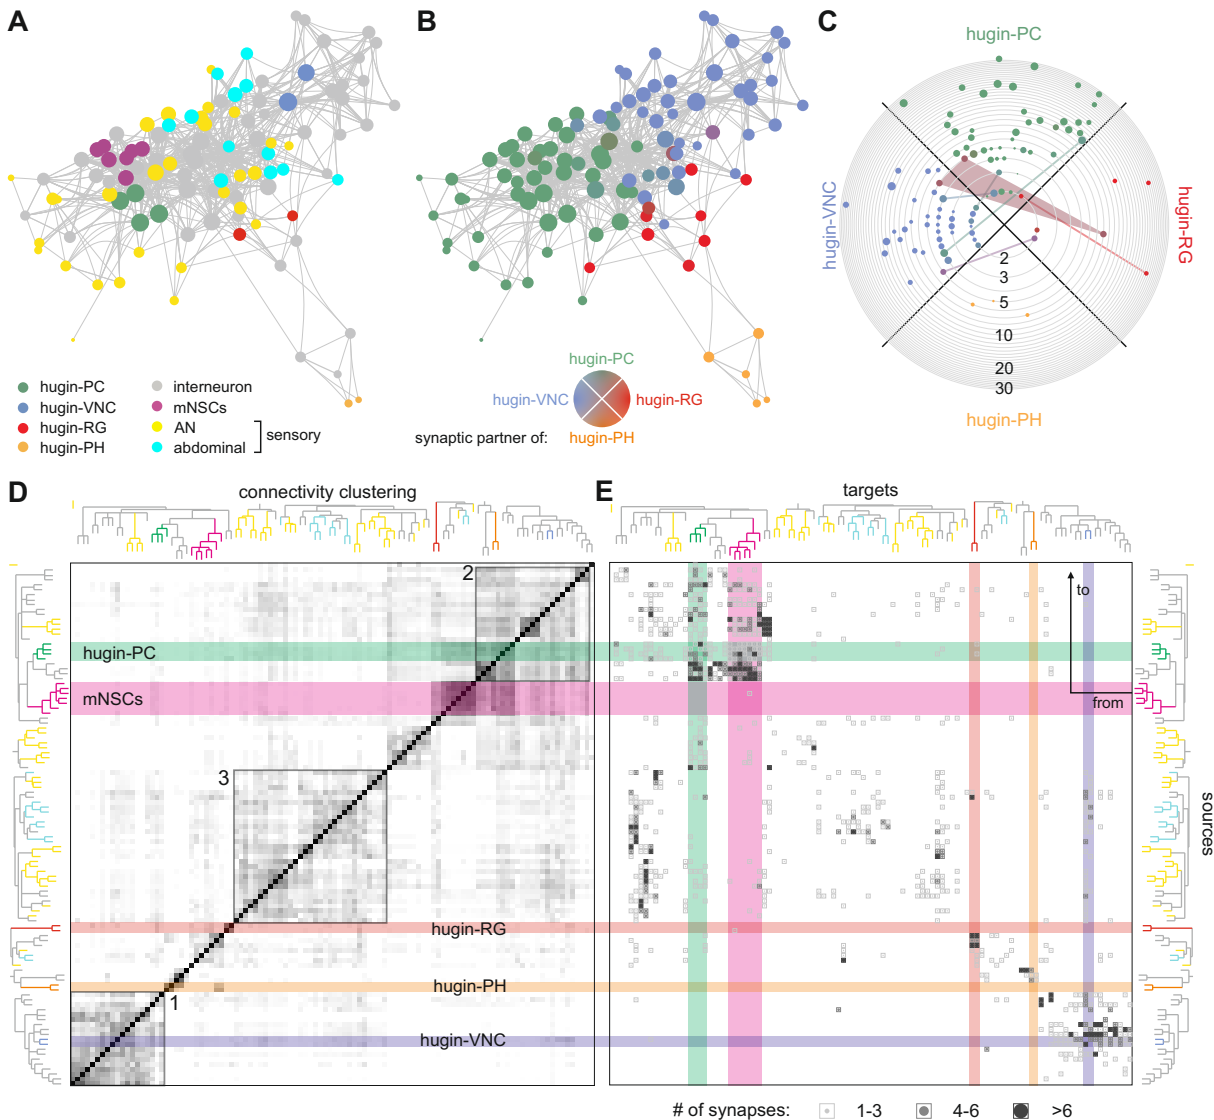 A
B
C
hugin-PC
hugin-VNC
hugin-RG
2
3
5
10
20
30
hugin-PH
hugin-PC
hugin-VNC
hugin-RG
hugin-PH
interneuron
mNSCs
AN
abdominal
sensory
hugin-PC
hugin-VNC
hugin-RG
synaptic partner of:
hugin-PH
D
connectivity clustering
E
targets
2
to
hugin-PC
mNSCs
from
3
sources
hugin-RG
hugin-PH
1
hugin-VNC
# of synapses:
1-3
4-6
>6